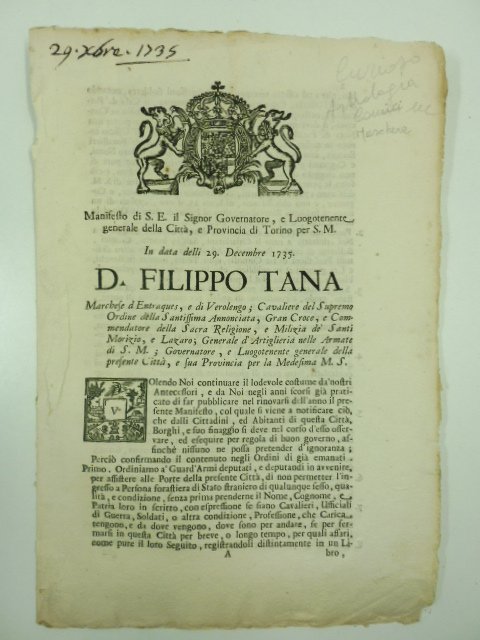 29. Xbre. 1735
Curioso
Manifesto di S. E. il Signor Governatore, e Luogotenente
generale della Città, e Provincia di Torino per S. M.
In data delli 29. Decembre 1735.
D. FILIPPO TANA
Marchese d'Entraques, e di Verolengo; Cavaliere del Supremo
Ordine della Santissima Annonciata, Gran Croce, e Com-
mendatore della Sacra Religione, e Milizia de' Santi
Morizio, e Lazaro; Generale d'Artiglieria nelle Armate
di S. M.; Governatore, e Luogotenente generale della
presente Città, e sua Provincia per la Medesima M. S.
VOlendo Noi continuare il lodevole costume da'nostri
Antecessori, e da Noi negli anni scorsi già prati-
cato di far pubblicare nel rinovarsi dell'anno il pre-
sente Manifesto, col quale si viene a notificare ciò,
che dalli Cittadini, ed Abitanti di questa Città,
Borghi, e suo finaggio si deve nel corso d'esso osser-
vare, ed eseguire per regola di buon governo, af-
finchè nissuno ne possa pretender d'ignoranza;
Perciò confirmando il contenuto negli Ordini di già emanati
Primo. Ordiniamo a' Guard'Armi deputati, e deputandi in avvenire,
per assistere alle Porte della presente Città, di non permetter l'in-
gresso a Persona forastiera di Stato straniero di qualunque sesso, qua-
lità, e condizione, senza prima prenderne il Nome, Cognome, e
Patria loro in scritto, con espressione se siano Cavalieri, Ufficiali
di Guerra, Soldati, o altra condizione, Professione, che Carica
tengono, e da dove vengono, dove sono per andare, se per fer-
marsi in questa Città per breve, o longo tempo, per quali affari,
come pure il loro Seguito, registrandoli distintamente in un Li-
A bro,